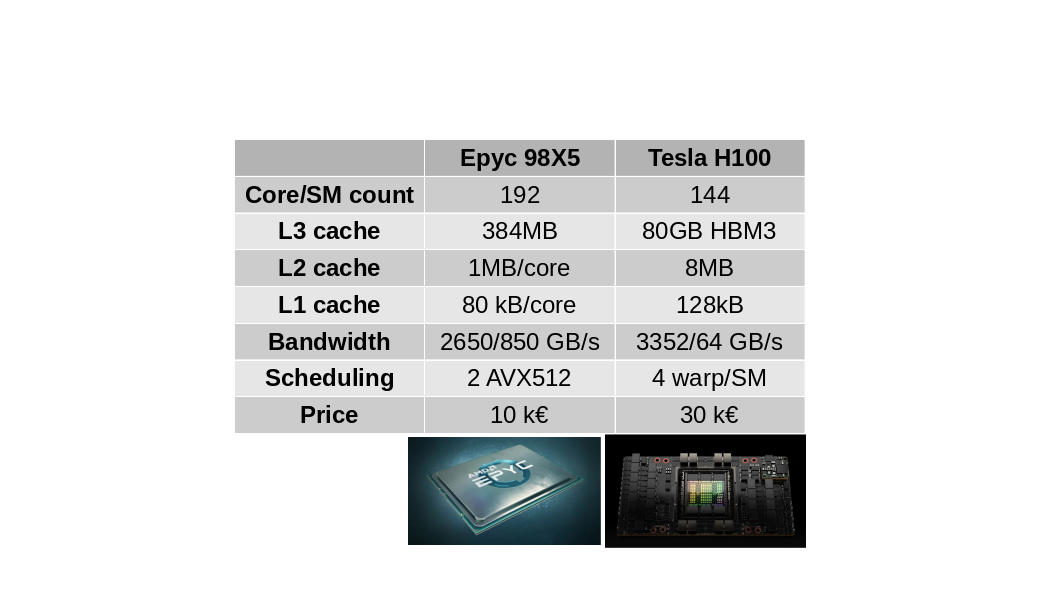 Epyc 98X5 Tesla H100
Core/SM count 192 144
L3 cache 384MB 80GB HBM3
L2 cache 1MB/core 8MB
L1 cache 80 kB/core 128kB
Bandwidth 2650/850 GB/s 3352/64 GB/s
Scheduling 2 AVX512 4 warp/SM
Price 10 k€ 30 k€
AMD
EPYC